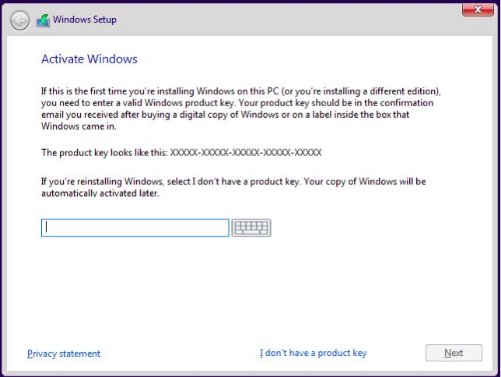 Windows Setup
Activate Windows
If this is the first time you're installing Windows on this PC (or you're installing a different edition),
you need to enter a valid Windows product key. Your product key should be in the confirmation
email you received after buying a digital copy of Windows or on a label inside the box that
Windows came in.
The product key looks like this: XXXXX-XXXXX-XXXXX-XXXXX-XXXXX
If you're reinstalling Windows, select I don't have a product key. Your copy of Windows will be
automatically activated later.
Privacy statement
I don't have a product key
Next